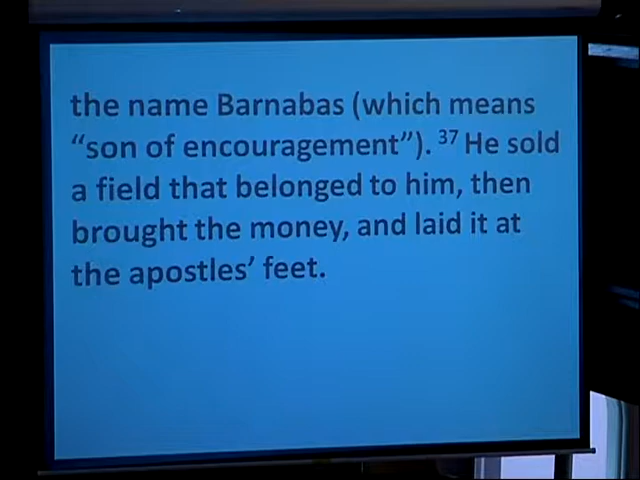 the name Barnabas (which means
“son of encouragement”). ³⁷ He sold
a field that belonged to him, then
brought the money, and laid it at
the apostles’ feet.